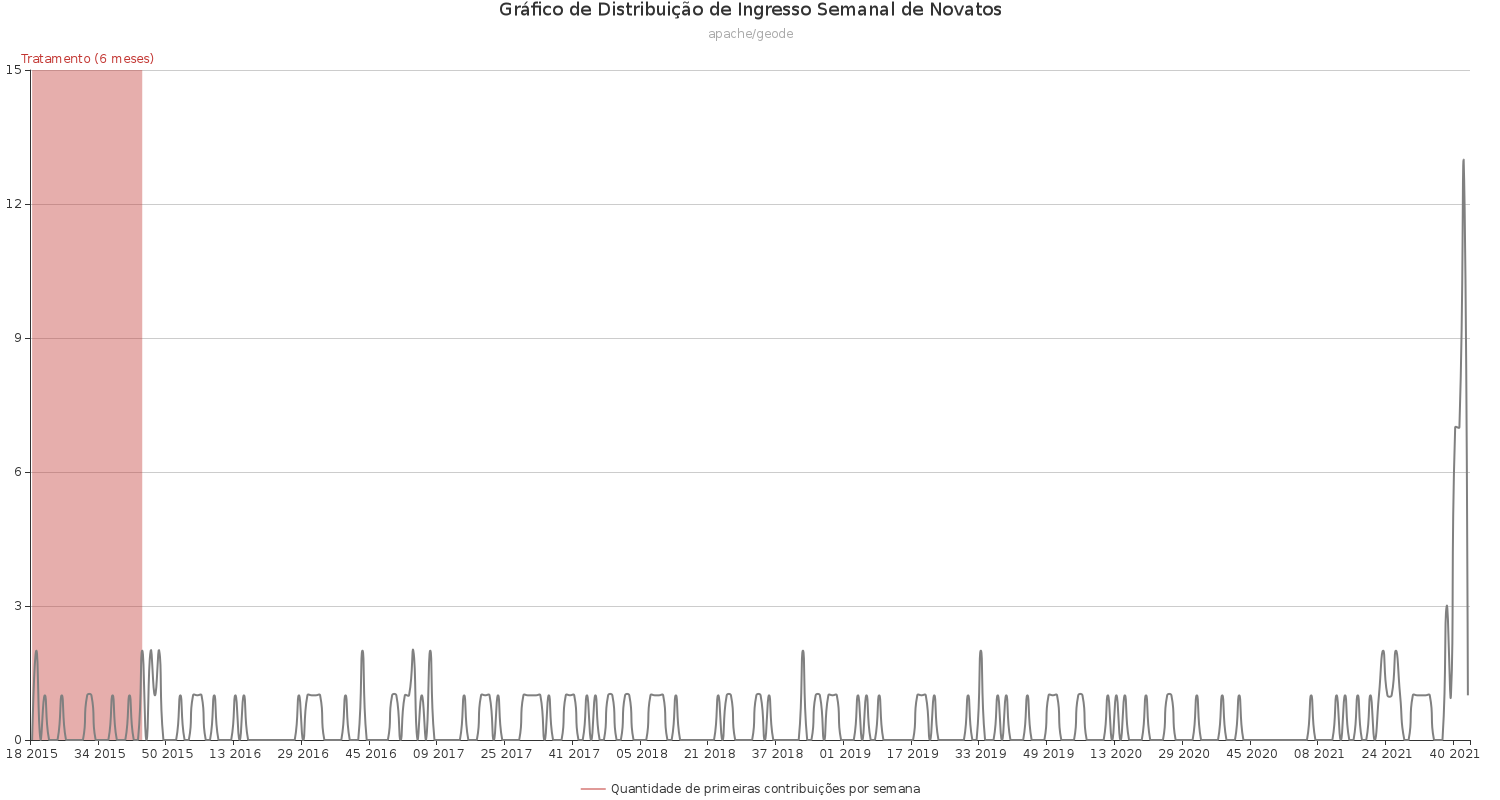 Gráfico de Distribuição de Ingresso Semanal de Novatos
apache/geode
Tratamento (6 meses)
15
12
9
6
3
0
18 2015 34 2015 50 2015 13 2016 29 2016 45 2016 09 2017 25 2017 41 2017 05 2018 21 2018 37 2018 01 2019 17 2019 33 2019 49 2019 13 2020 29 2020 45 2020 08 2021 24 2021 40 2021
Quantidade de primeiras contribuições por semana